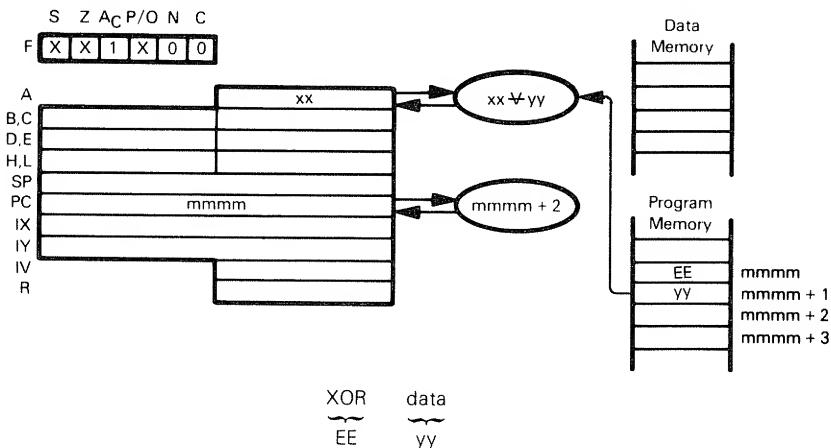 S Z AC P/O N C
F X X 1 X 0 0
Data
Memory
A xx
xx ⊻ yy
B,C
D,E
H,L
SP
PC mmmm
mmmm + 2
IX
IY
IV
R
Program
Memory
EE mmmm
yy mmmm + 1
mmmm + 2
mmmm + 3
XOR data
EE yy